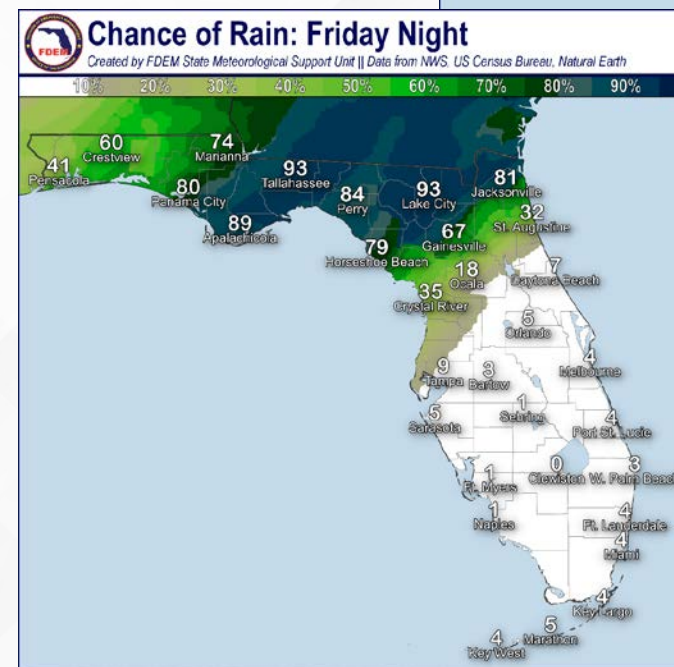 FDEM
Chance of Rain: Friday Night
Created by FDEM State Meteorological Support Unit || Data from NWS, US Census Bureau, Natural Earth
10% 20% 30% 40% 50% 60% 70% 80% 90%
60
Crestview
74
Marianna
41
Pensacola
93
Tallahassee
80
Panama City
84
Perry
93
Lake City
81
Jacksonville
89
Apalachicola
32
St. Augustine
67
Gainesville
79
Horseshoe Beach
18
Ocala
7
Daytona Beach
35
Crystal River
5
Orlando
9
Tampa
3
Bartow
4
Melbourne
1
Sebring
5
Sarasota
4
Port St. Lucie
1
Ft. Myers
0
Clewiston
3
W. Palm Beach
1
Naples
4
Ft. Lauderdale
4
Miami
4
Key Largo
5
Marathon
4
Key West